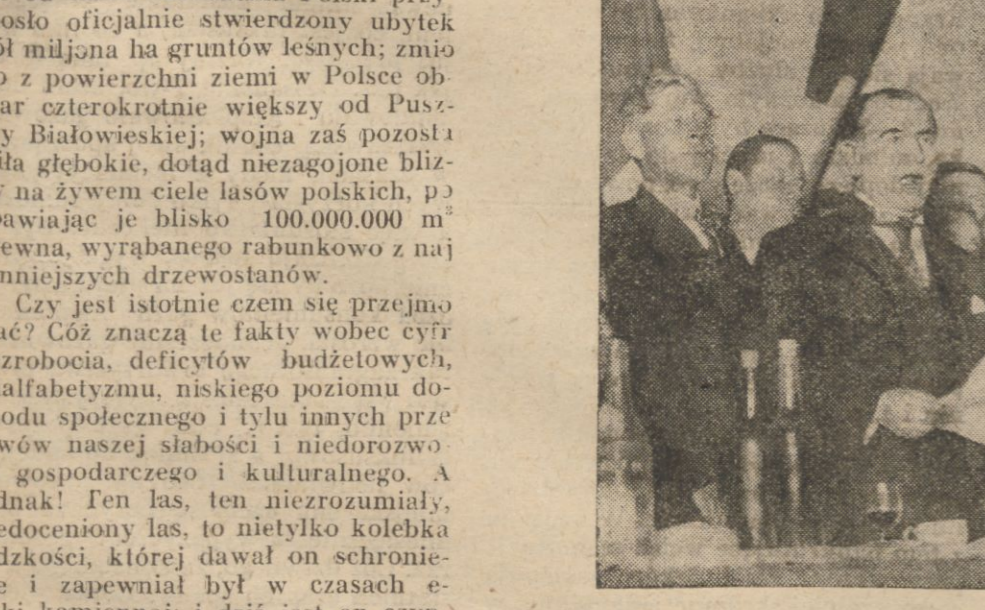 osło oficjalnie stwierdzony ubytek
ół miljona ha gruntów leśnych; zmio
o z powierzchni ziemi w Polsce ob-
ar czterokrotnie większy od Pusz-
y Białowieskiej; wojna zaś pozosta
iła głębokie, dotąd niezagojone bliz-
y na żywem ciele lasów polskich, po
bawiając je blisko 100.000.000 m³
ewna, wyrąbanego rabunkowo z naj
nniejszych drzewostanów.
Czy jest istotnie czem się przejmo
ać? Cóż znaczą te fakty wobec cyfr
zrobocia, deficytów budżetowych,
alfabetyzmu, niskiego poziomu do-
odu społecznego i tylu innych prze
wów naszej słabości i niedorozwo-
gospodarczego i kulturalnego. A
dnak! Ten las, ten niezrozumiały,
edoceniony las, to nietylko kolebka
dzkości, której dawał on schronie-
e i zapewniał był w czasach e-